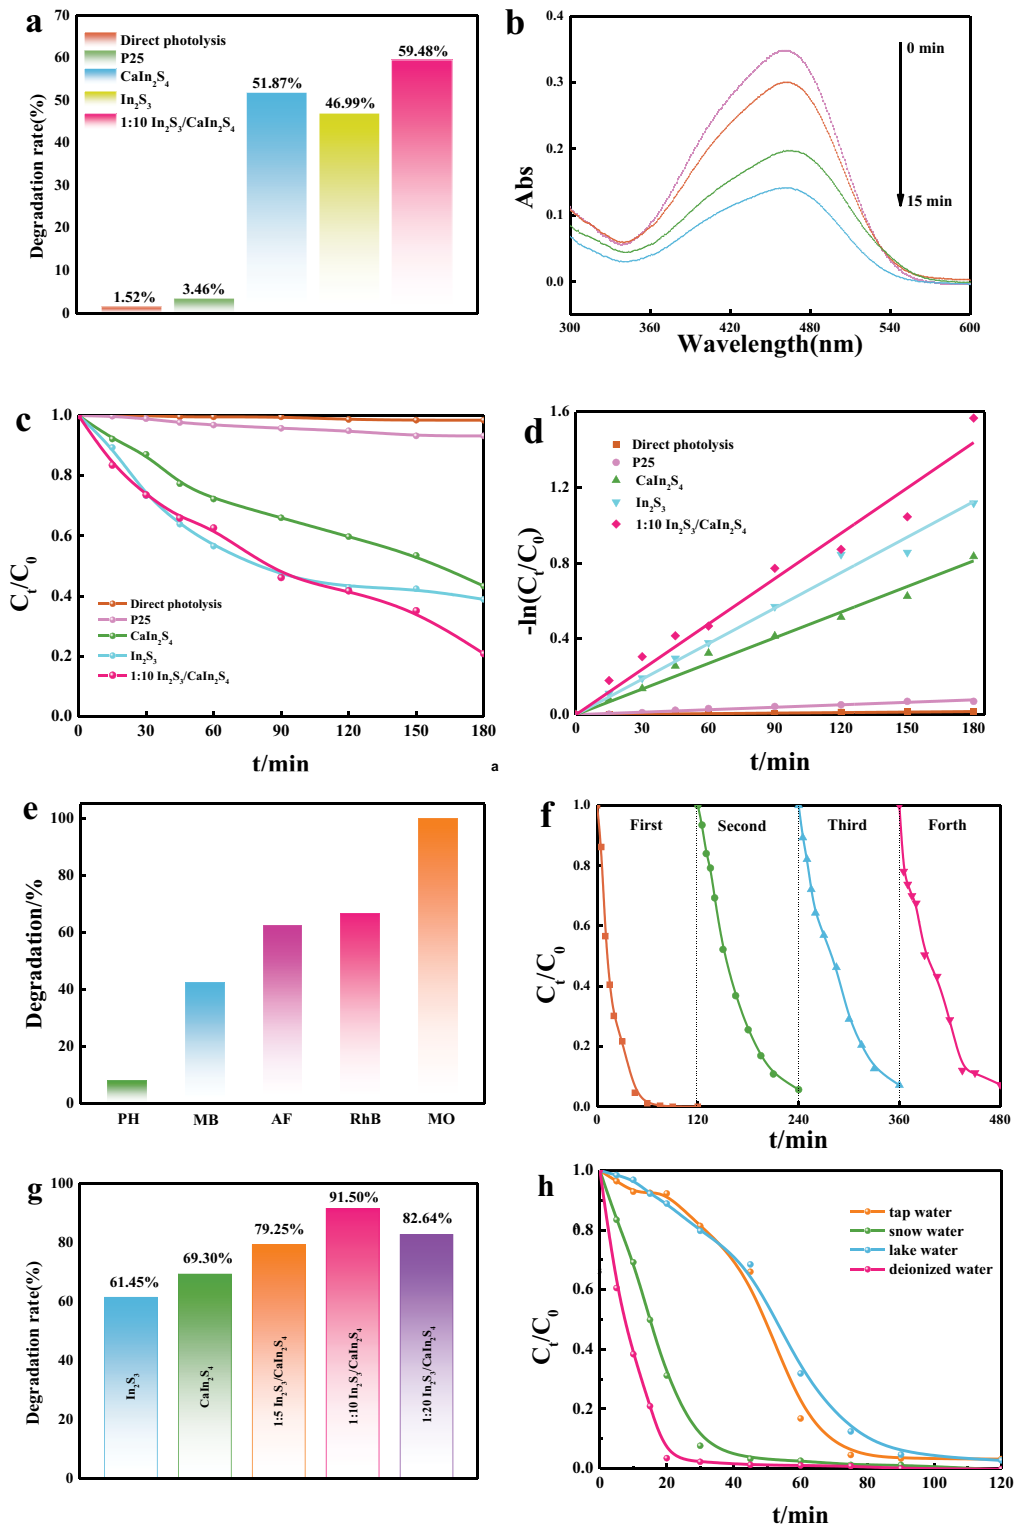 a
70
60
50
40
30
20
10
0
Degradation rate(%)
Direct photolysis
P25
CaIn₂S₄
In₂S₃
1:10 In₂S₃/CaIn₂S₄
1.52%
3.46%
51.87%
46.99%
59.48%
b
0.4
0.3
0.2
0.1
0.0
Abs
0 min
15 min
300 360 420 480 540 600
Wavelength(nm)
c
1.0
0.8
0.6
0.4
0.2
0.0
Cₜ/C₀
Direct photolysis
P25
CaIn₂S₄
In₂S₃
1:10 In₂S₃/CaIn₂S₄
0 30 60 90 120 150 180
t/min
a
d
1.6
1.2
0.8
0.4
0.0
-ln(Cₜ/C₀)
Direct photolysis
P25
CaIn₂S₄
In₂S₃
1:10 In₂S₃/CaIn₂S₄
0 30 60 90 120 150 180
t/min
e
100
80
60
40
20
0
Degradation/%
PH MB AF RhB MO
f
1.0
0.8
0.6
0.4
0.2
0.0
Cₜ/C₀
First Second Third Forth
0 120 240 360 480
t/min
g
100
80
60
40
20
0
Degradation rate(%)
61.45%
69.30%
79.25%
91.50%
82.64%
In₂S₃
CaIn₂S₄
1:5 In₂S₃/CaIn₂S₄
1:10 In₂S₃/CaIn₂S₄
1:20 In₂S₃/CaIn₂S₄
h
1.0
0.8
0.6
0.4
0.2
0.0
Cₜ/C₀
tap water
snow water
lake water
deionized water
0 20 40 60 80 100 120
t/min